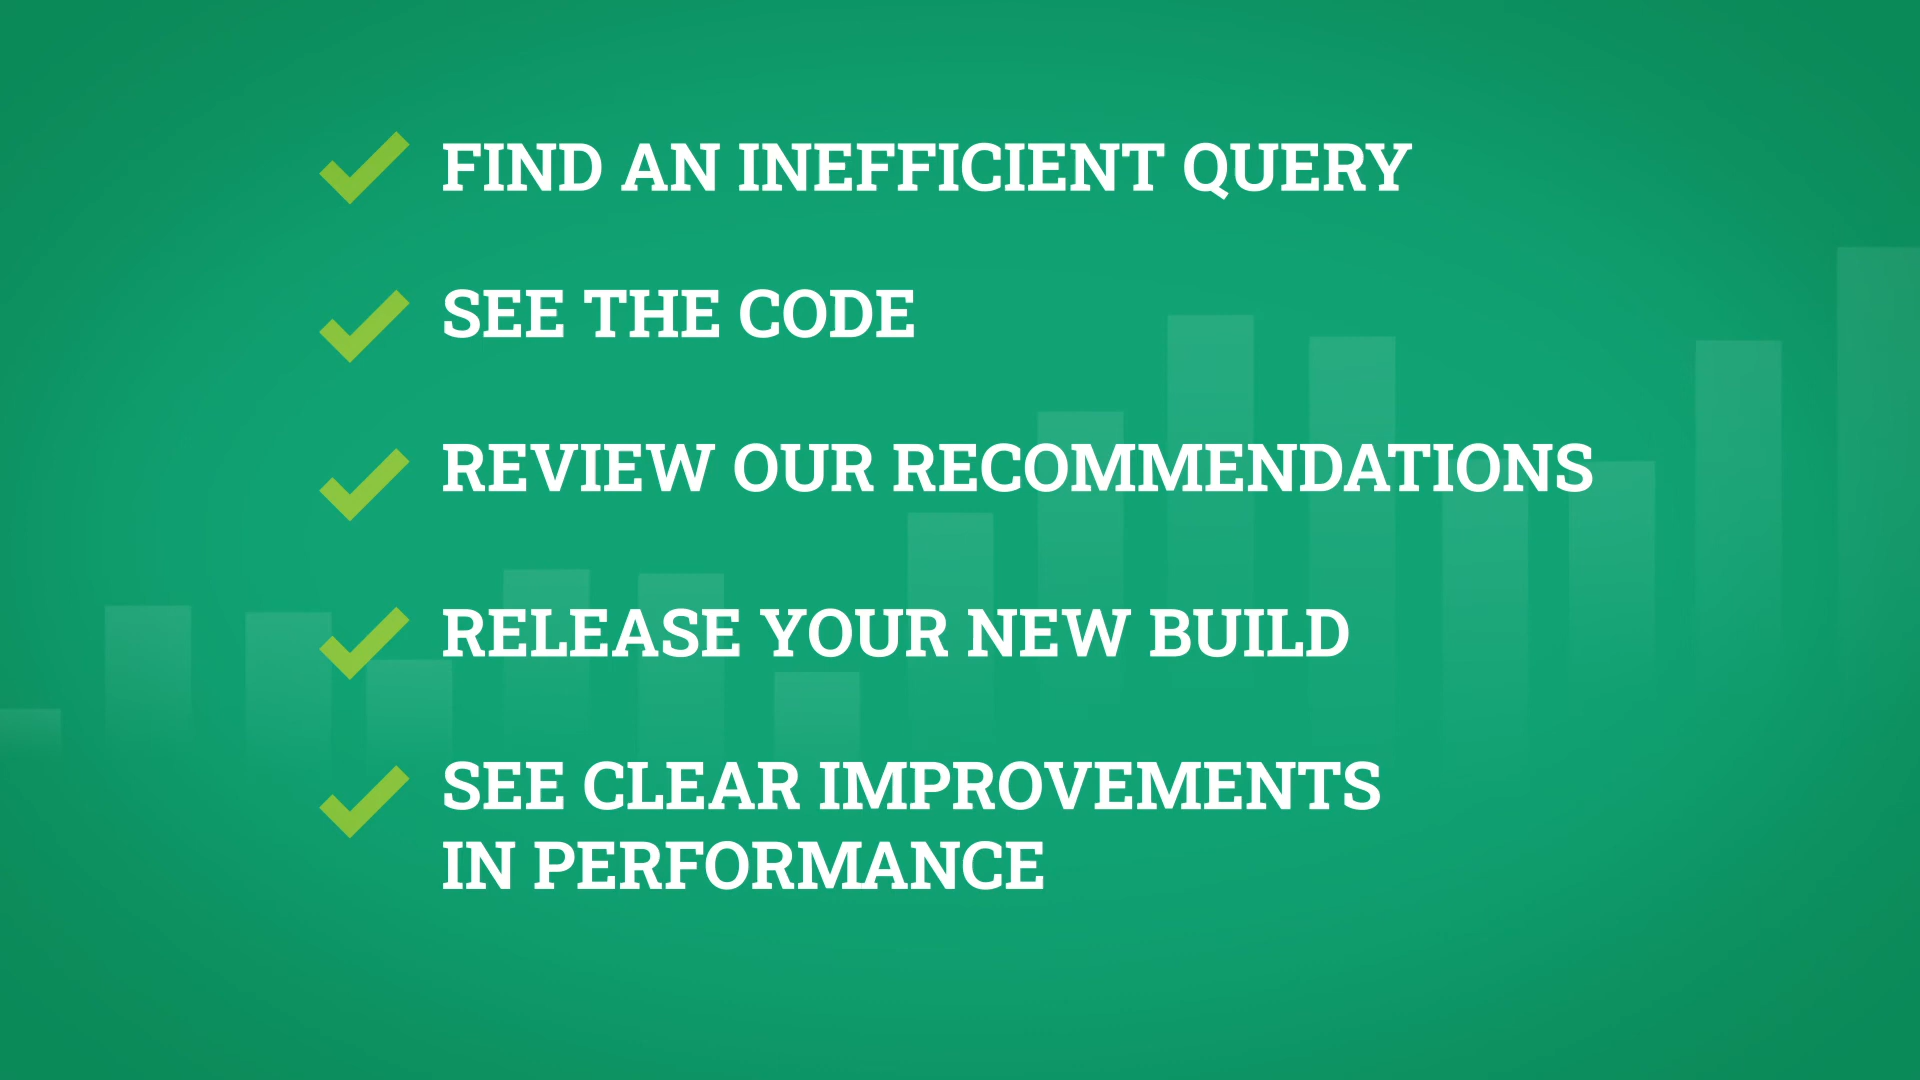 FIND AN INEFFICIENT QUERY
SEE THE CODE
REVIEW OUR RECOMMENDATIONS
RELEASE YOUR NEW BUILD
SEE CLEAR IMPROVEMENTS
IN PERFORMANCE